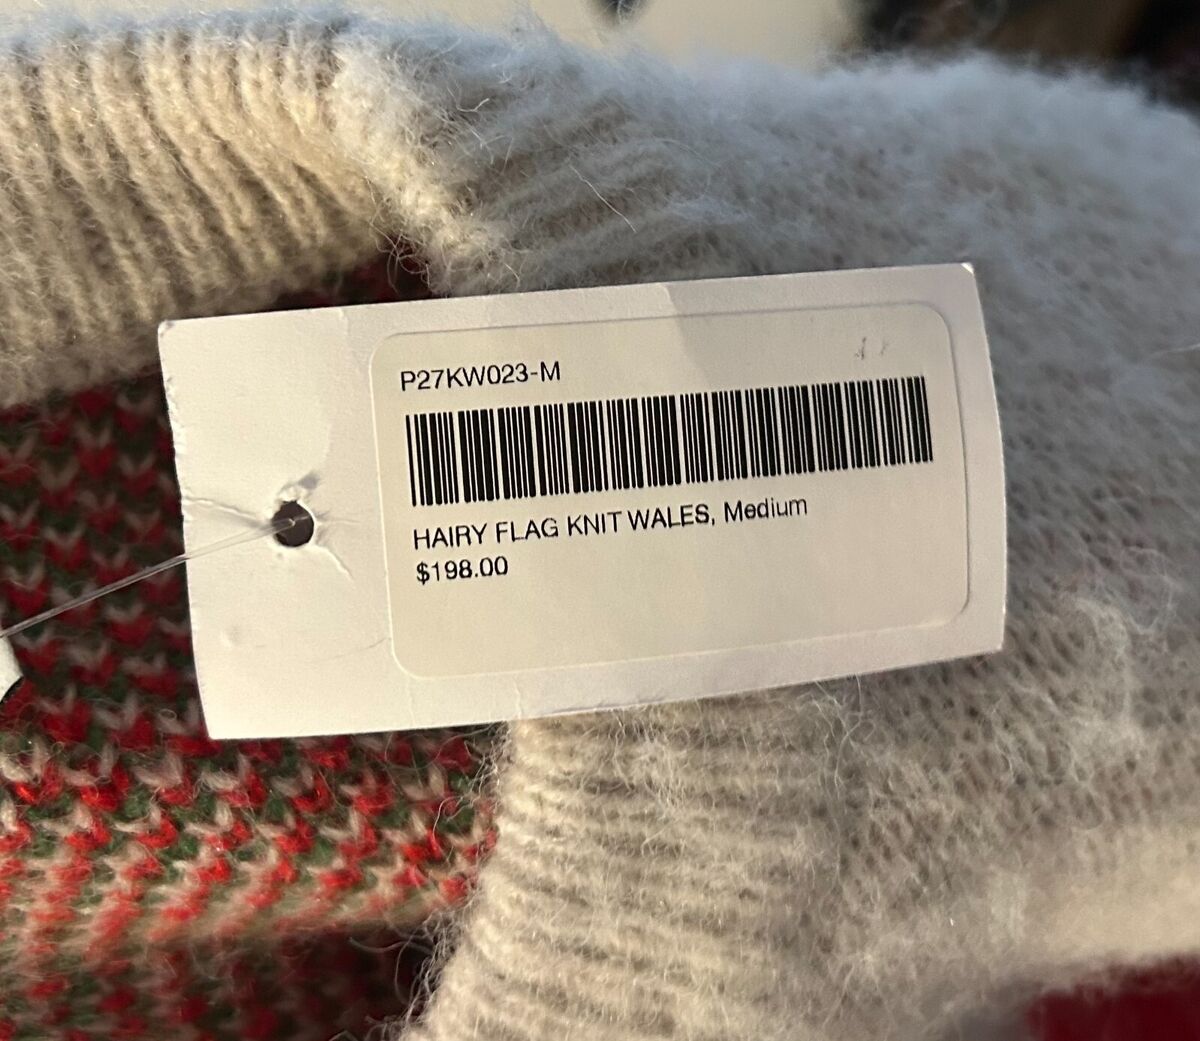 P27KW023-M
HAIRY FLAG KNIT WALES, Medium
$198.00